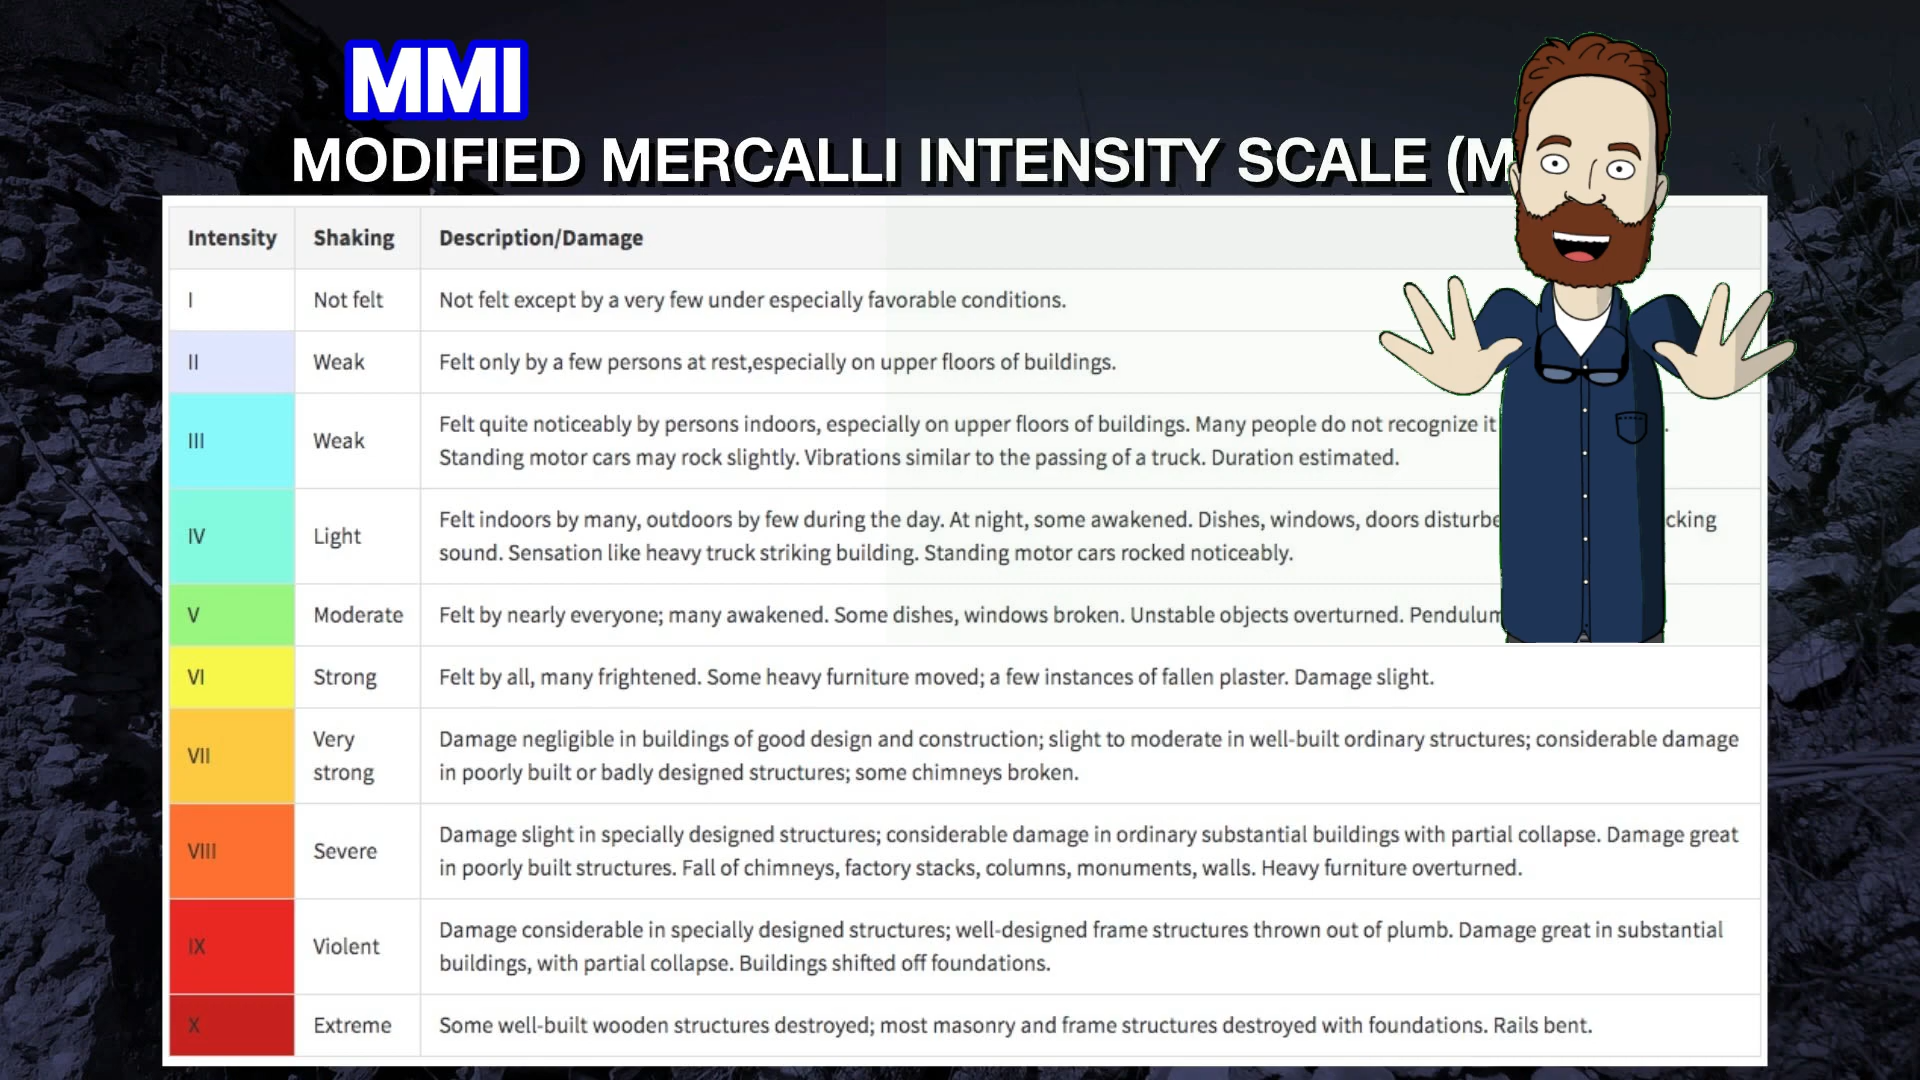 MMI
MODIFIED MERCALLI INTENSITY SCALE (M
Intensity Shaking Description/Damage
I Not felt Not felt except by a very few under especially favorable conditions.
II Weak Felt only by a few persons at rest,especially on upper floors of buildings.
III Weak Felt quite noticeably by persons indoors, especially on upper floors of buildings. Many people do not recognize it .
Standing motor cars may rock slightly. Vibrations similar to the passing of a truck. Duration estimated.
IV Light Felt indoors by many, outdoors by few during the day. At night, some awakened. Dishes, windows, doors disturbe cking
sound. Sensation like heavy truck striking building. Standing motor cars rocked noticeably.
V Moderate Felt by nearly everyone; many awakened. Some dishes, windows broken. Unstable objects overturned. Pendulum
VI Strong Felt by all, many frightened. Some heavy furniture moved; a few instances of fallen plaster. Damage slight.
VII Very strong Damage negligible in buildings of good design and construction; slight to moderate in well-built ordinary structures; considerable damage
in poorly built or badly designed structures; some chimneys broken.
VIII Severe Damage slight in specially designed structures; considerable damage in ordinary substantial buildings with partial collapse. Damage great
in poorly built structures. Fall of chimneys, factory stacks, columns, monuments, walls. Heavy furniture overturned.
IX Violent Damage considerable in specially designed structures; well-designed frame structures thrown out of plumb. Damage great in substantial
buildings, with partial collapse. Buildings shifted off foundations.
X Extreme Some well-built wooden structures destroyed; most masonry and frame structures destroyed with foundations. Rails bent.